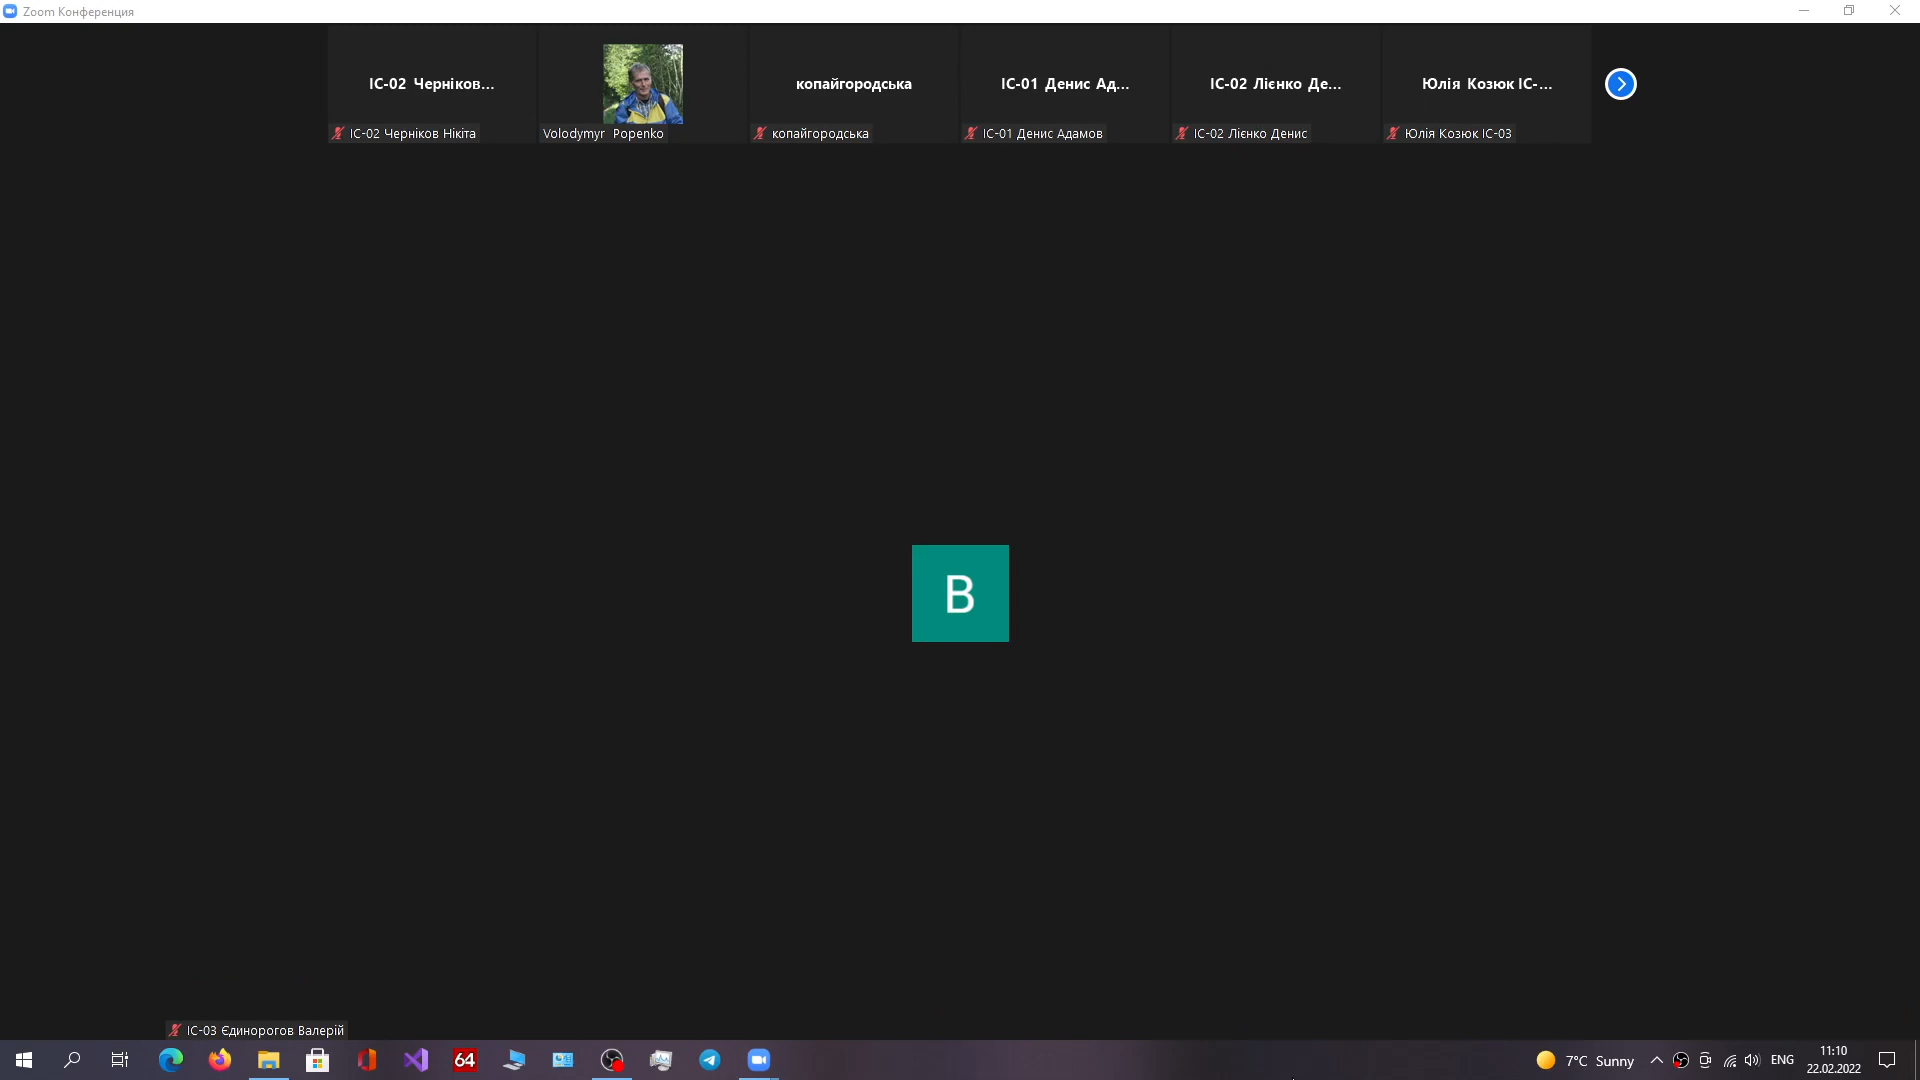 Zoom Конференция
ІС-02 Черніков...
копайгородська
ІС-01 Денис Ад...
ІС-02 Лієнко Де...
Юлія Козюк ІС-...
ІС-02 Черніков Нікіта
Volodymyr Popenko
копайгородська
ІС-01 Денис Адамов
ІС-02 Лієнко Денис
Юлія Козюк ІС-03
В
ІС-03 Єдинорогов Валерій
64
7°C Sunny
ENG
11:10
22.02.2022